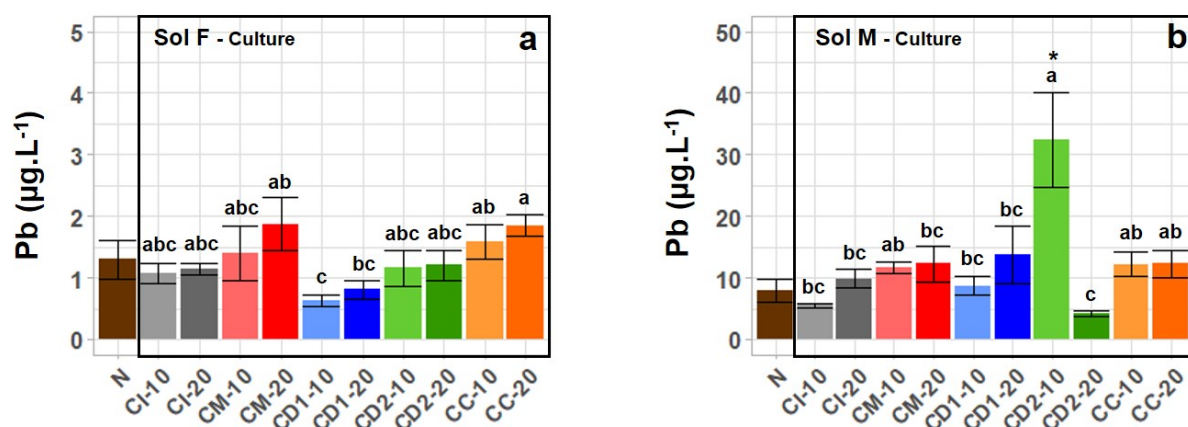 Sol F - Culture
a
Pb (µg.L⁻¹)
5
4
3
2
1
0
abc
abc
abc
ab
c
bc
abc
abc
ab
a
N
CI-10
CI-20
CM-10
CM-20
CD1-10
CD1-20
CD2-10
CD2-20
CC-10
CC-20
Sol M - Culture
b
Pb (µg.L⁻¹)
50
40
30
20
10
0
bc
bc
ab
bc
bc
bc
*
a
c
ab
ab
N
CI-10
CI-20
CM-10
CM-20
CD1-10
CD1-20
CD2-10
CD2-20
CC-10
CC-20